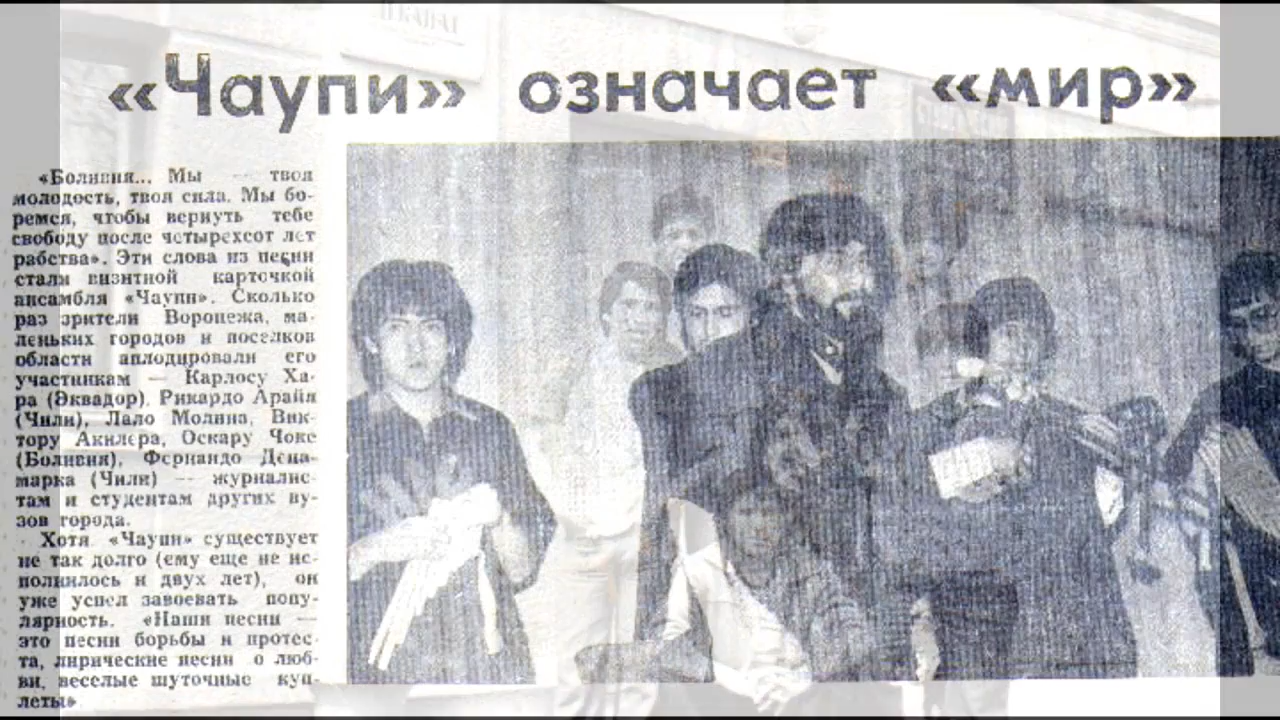 «Чаупи» означает «мир»
«Боливия... Мы — твоя
молодость, твоя сила. Мы бо-
ремся, чтобы вернуть тебе
свободу после четырехсот лет
рабства». Эти слова из песни
стали визитной карточкой
ансамбля «Чаупи». Сколько
раз зрители Воронежа, ма-
леньких городов и поселков
области аплодировали его
участникам — Карлосу Ха-
ра (Эквадор), Рикардо Арайя
(Чили), Лало Молина, Вик-
тору Акилера, Оскару Чоке
(Боливия), Фернандо Дена-
марка (Чили) — журналис-
там и студентам других ву-
зов города.
Хотя «Чаупи» существует
не так долго (ему еще не ис-
полнилось и двух лет), он
уже успел завоевать попу-
лярность. «Наши песни —
это песни борьбы и протес-
та, лирические песни о люб-
ви, веселые шуточные куп-
леты»